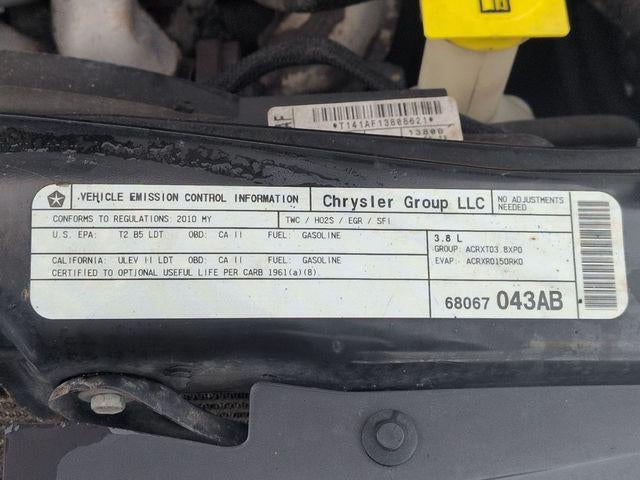 *T141AF13808621*
VEHICLE EMISSION CONTROL INFORMATION Chrysler Group LLC NO ADJUSTMENTS NEEDED
CONFORMS TO REGULATIONS: 2010 MY TWC / HO2S / EGR / SFI
U.S. EPA: T2 B5 LDT OBD: CA II FUEL: GASOLINE
3.8 L
GROUP: ACRXT03.8XP0
CALIFORNIA: ULEV II LDT OBD: CA II FUEL: GASOLINE
EVAP: ACRXR0150RK0
CERTIFIED TO OPTIONAL USEFUL LIFE PER CARB 1961(a)(8).
68067 043AB